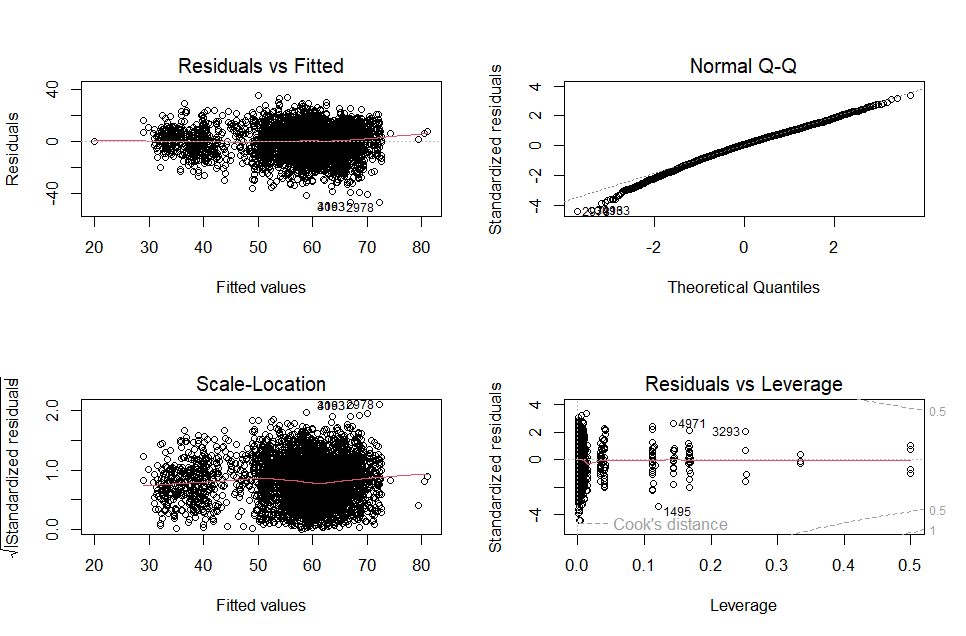 Residuals vs Fitted
Residuals
40
0
-40
2978
20 30 40 50 60 70 80
Fitted values
Normal Q-Q
Standardized residuals
4
2
0
-2
-4
-2 0 2
Theoretical Quantiles
Scale-Location
√|Standardized residuals
2.0
1.0
0.0
2978
20 30 40 50 60 70 80
Fitted values
Residuals vs Leverage
Standardized residuals
4
2
0
-4
4971
3293
1495
Cook's distance
0.5
0.5
1
0.0 0.1 0.2 0.3 0.4 0.5
Leverage